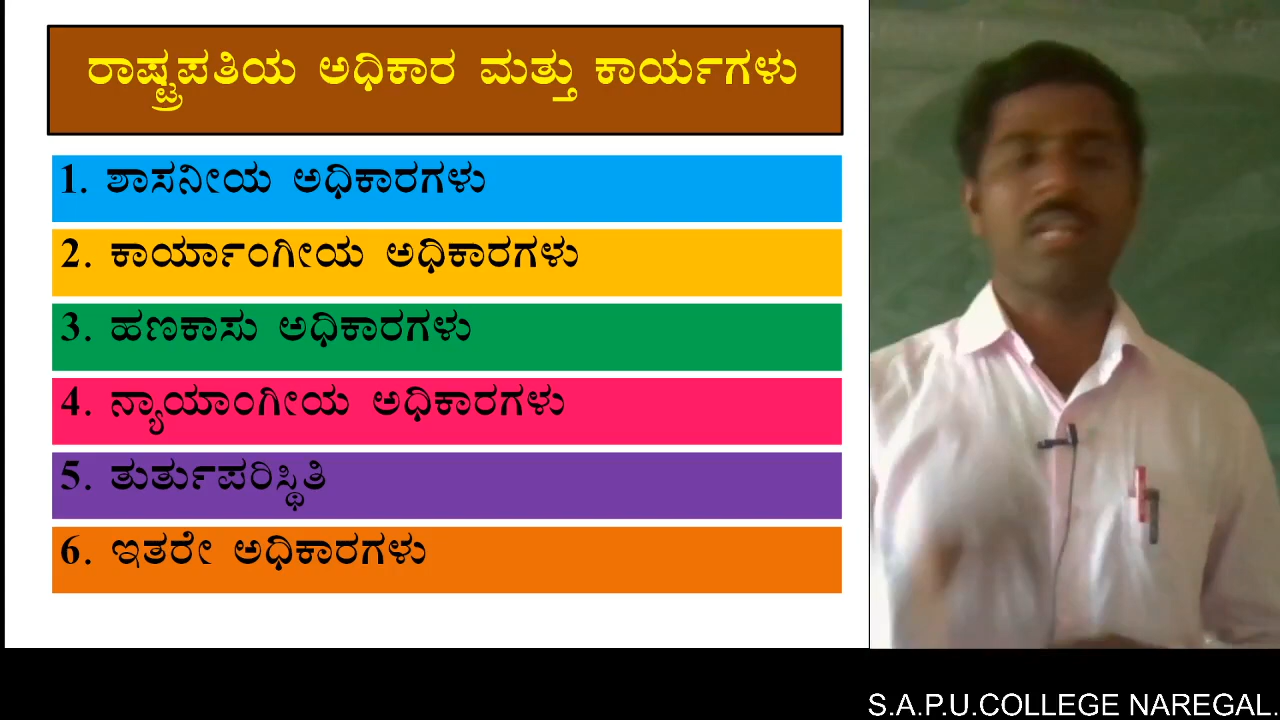 ರಾಷ್ಟ್ರಪತಿಯ ಅಧಿಕಾರ ಮತ್ತು ಕಾರ್ಯಗಳು
1. ಶಾಸನೀಯ ಅಧಿಕಾರಗಳು
2. ಕಾರ್ಯಾಂಗೀಯ ಅಧಿಕಾರಗಳು
3. ಹಣಕಾಸು ಅಧಿಕಾರಗಳು
4. ನ್ಯಾಯಾಂಗೀಯ ಅಧಿಕಾರಗಳು
5. ತುರ್ತುಪರಿಸ್ಥಿತಿ
6. ಇತರೇ ಅಧಿಕಾರಗಳು
S.A.P.U.COLLEGE NAREGAL.